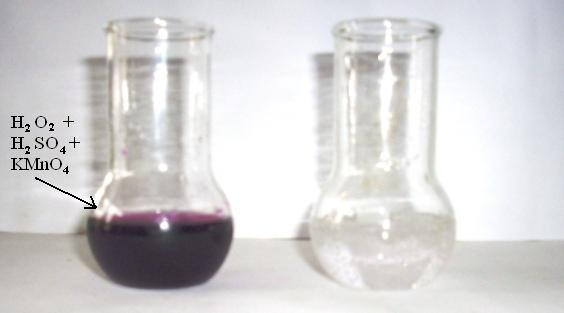 H₂O₂ +
H₂SO₄+
KMnO₄